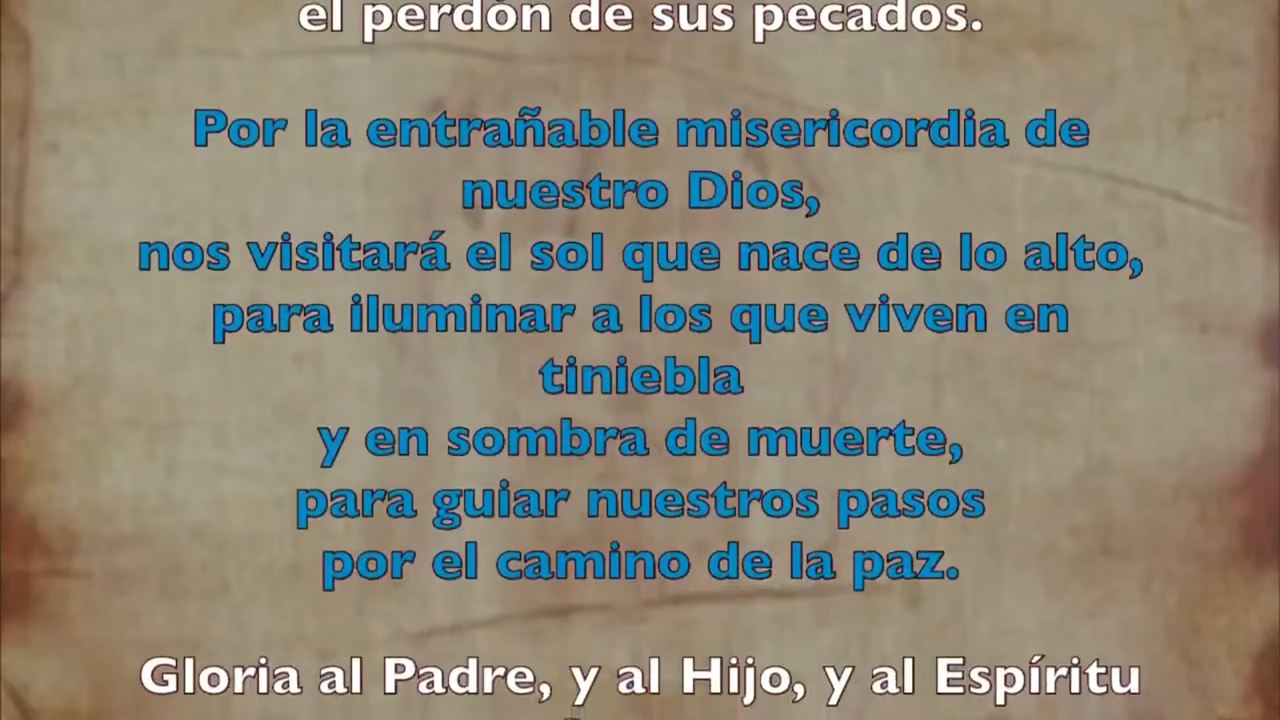 el perdón de sus pecados.
Por la entrañable misericordia de
nuestro Dios,
nos visitará el sol que nace de lo alto,
para iluminar a los que viven en
tiniebla
y en sombra de muerte,
para guiar nuestros pasos
por el camino de la paz.
Gloria al Padre, y al Hijo, y al Espíritu